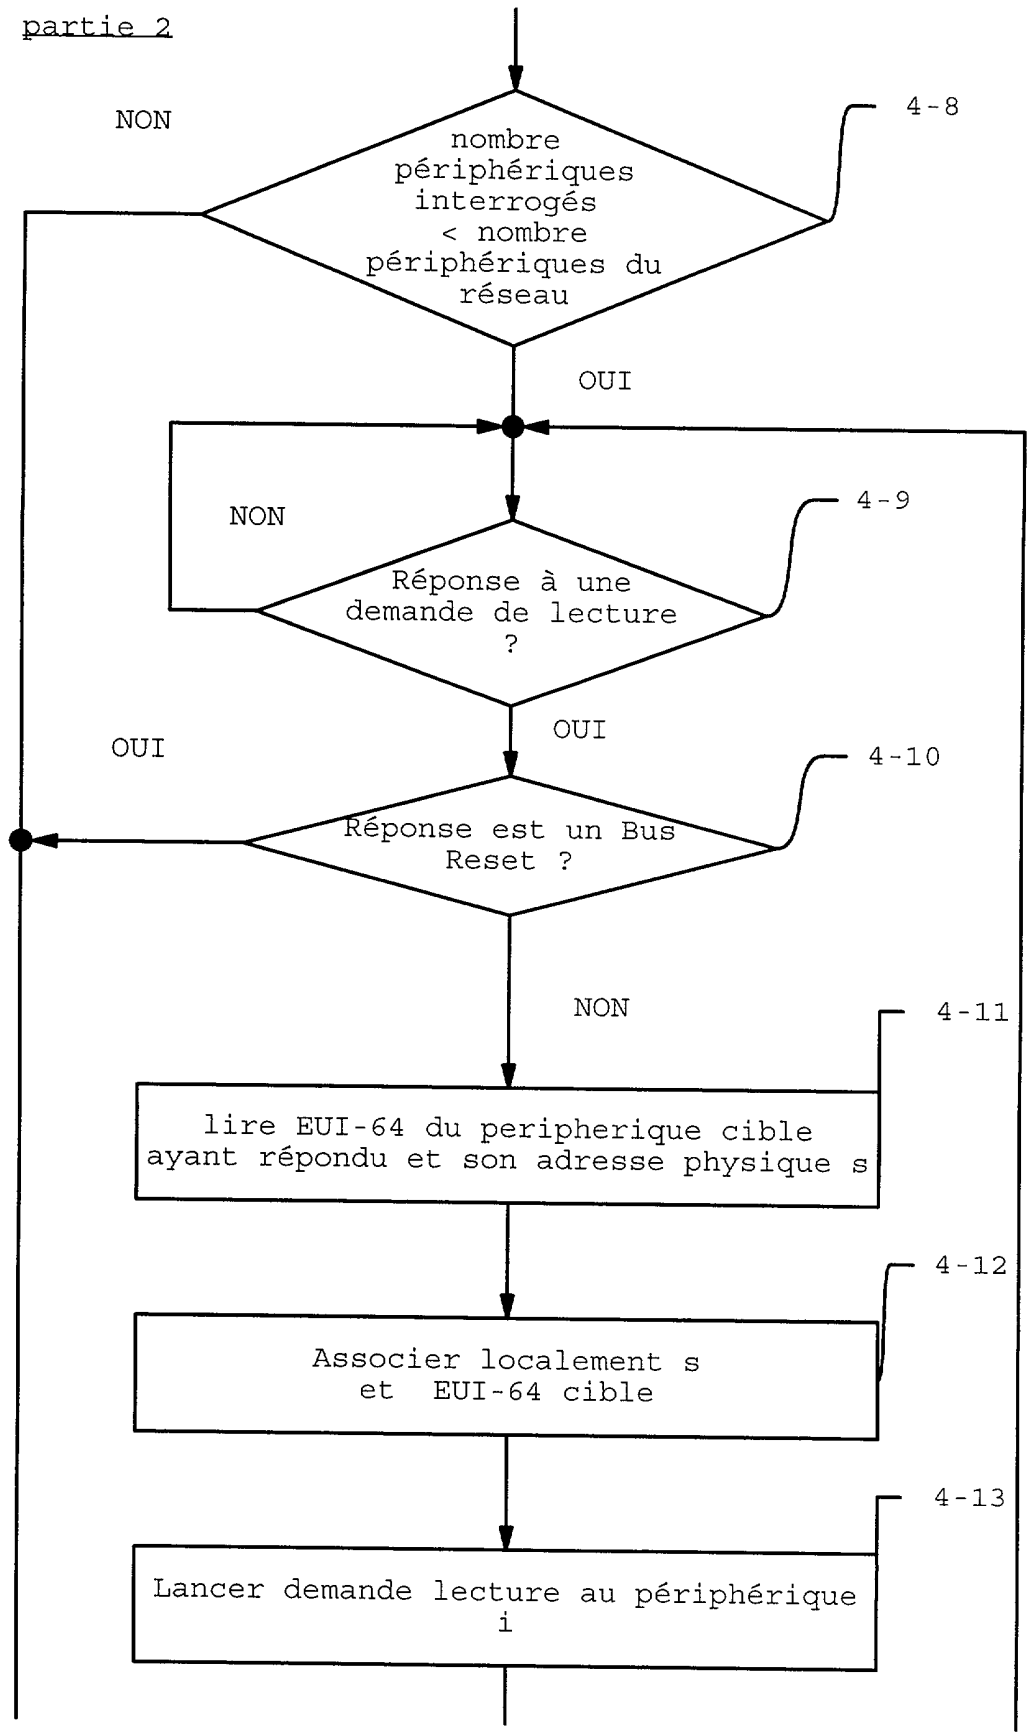 partie 2
NON
4-8
nombre
périphériques
interrogés
< nombre
périphériques du
réseau
OUI
NON
4-9
Réponse à une
demande de lecture
?
OUI
OUI
4-10
Réponse est un Bus
Reset ?
NON
4-11
lire EUI-64 du peripherique cible
ayant répondu et son adresse physique s
4-12
Associer localement s
et EUI-64 cible
4-13
Lancer demande lecture au périphérique
i